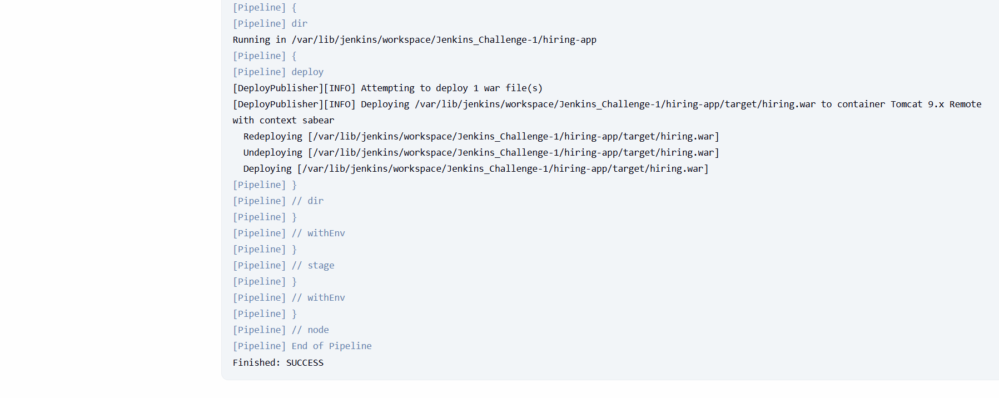 [Pipeline] {
[Pipeline] dir
Running in /var/lib/jenkins/workspace/Jenkins_Challenge-1/hiring-app
[Pipeline] {
[Pipeline] deploy
[DeployPublisher][INFO] Attempting to deploy 1 war file(s)
[DeployPublisher][INFO] Deploying /var/lib/jenkins/workspace/Jenkins_Challenge-1/hiring-app/target/hiring.war to container Tomcat 9.x Remote
with context sabear
  Redeploying [/var/lib/jenkins/workspace/Jenkins_Challenge-1/hiring-app/target/hiring.war]
  Undeploying [/var/lib/jenkins/workspace/Jenkins_Challenge-1/hiring-app/target/hiring.war]
  Deploying [/var/lib/jenkins/workspace/Jenkins_Challenge-1/hiring-app/target/hiring.war]
[Pipeline] }
[Pipeline] // dir
[Pipeline] }
[Pipeline] // withEnv
[Pipeline] }
[Pipeline] // stage
[Pipeline] }
[Pipeline] // withEnv
[Pipeline] }
[Pipeline] // node
[Pipeline] End of Pipeline
Finished: SUCCESS